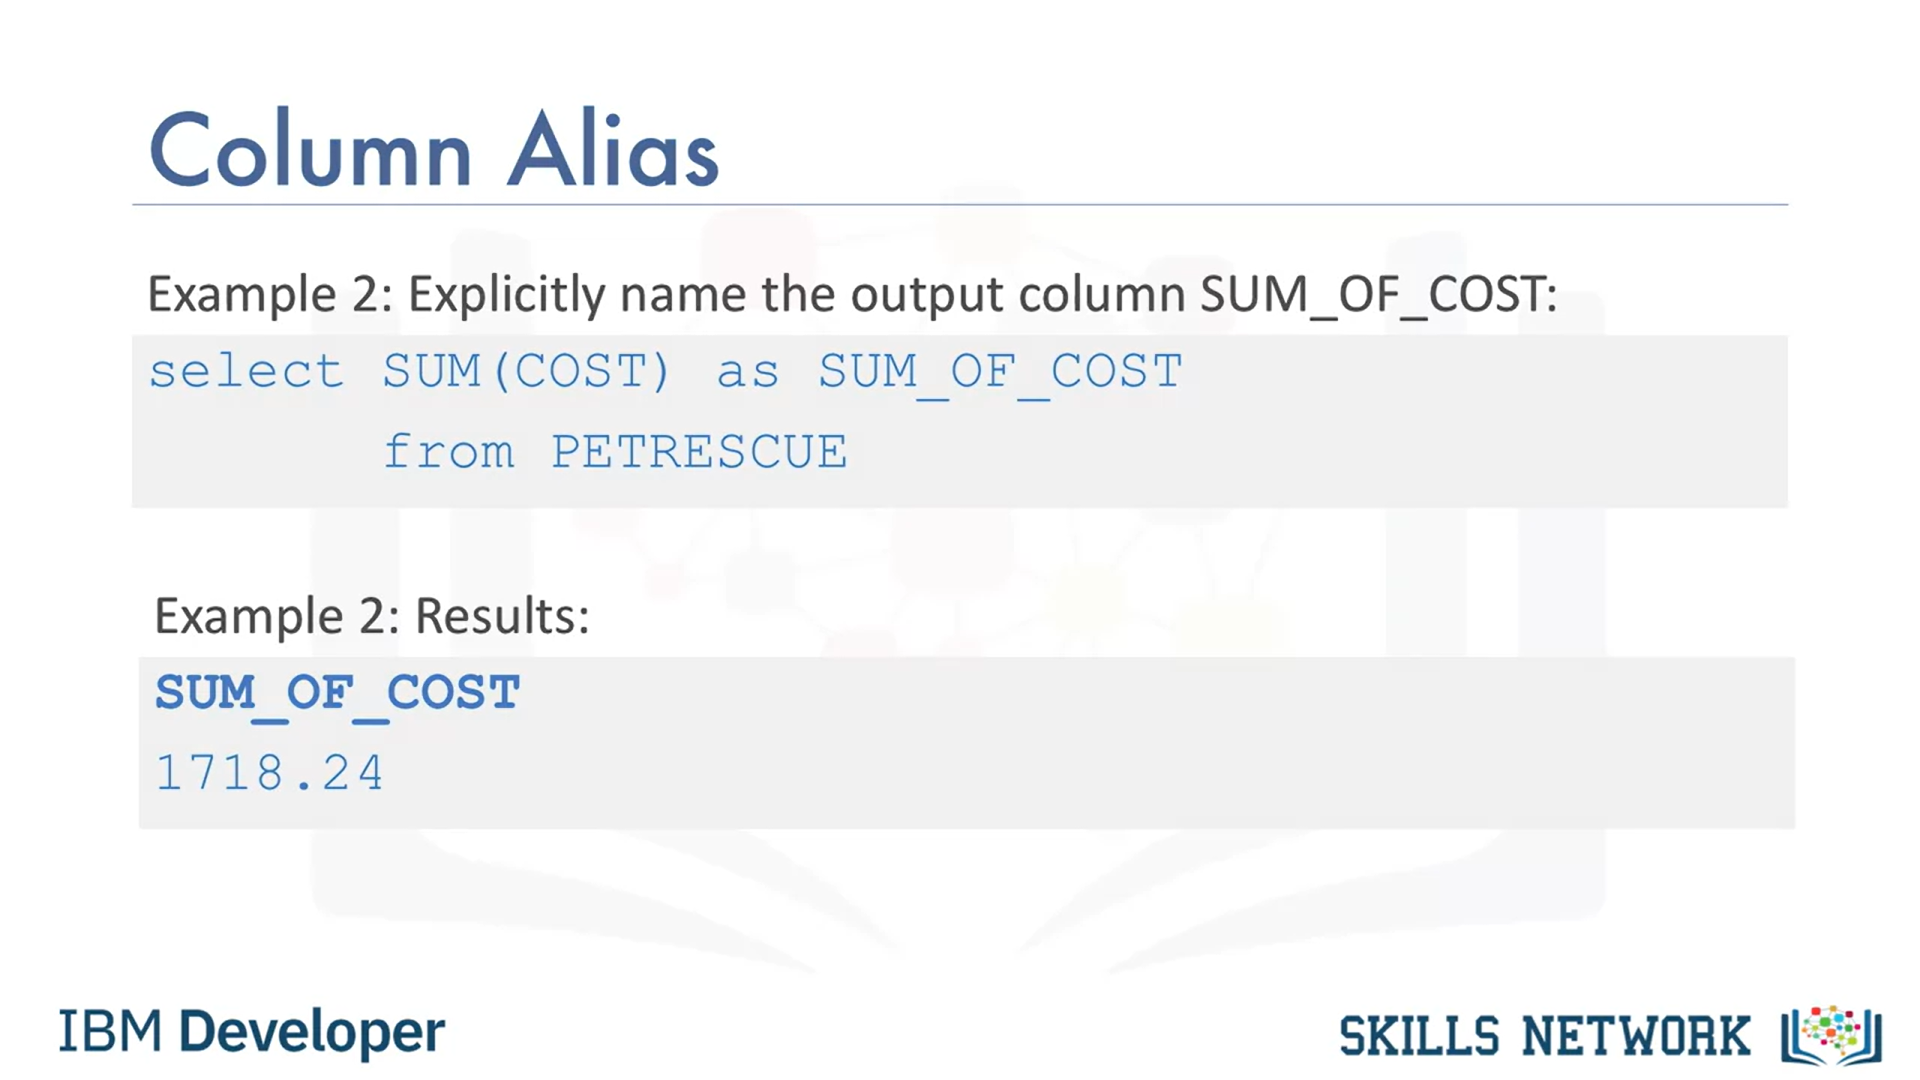 Column Alias
Example 2: Explicitly name the output column SUM_OF_COST:
select SUM(COST) as SUM_OF_COST
from PETRESCUE
Example 2: Results:
SUM_OF_COST
1718.24
IBM Developer
SKILLS NETWORK